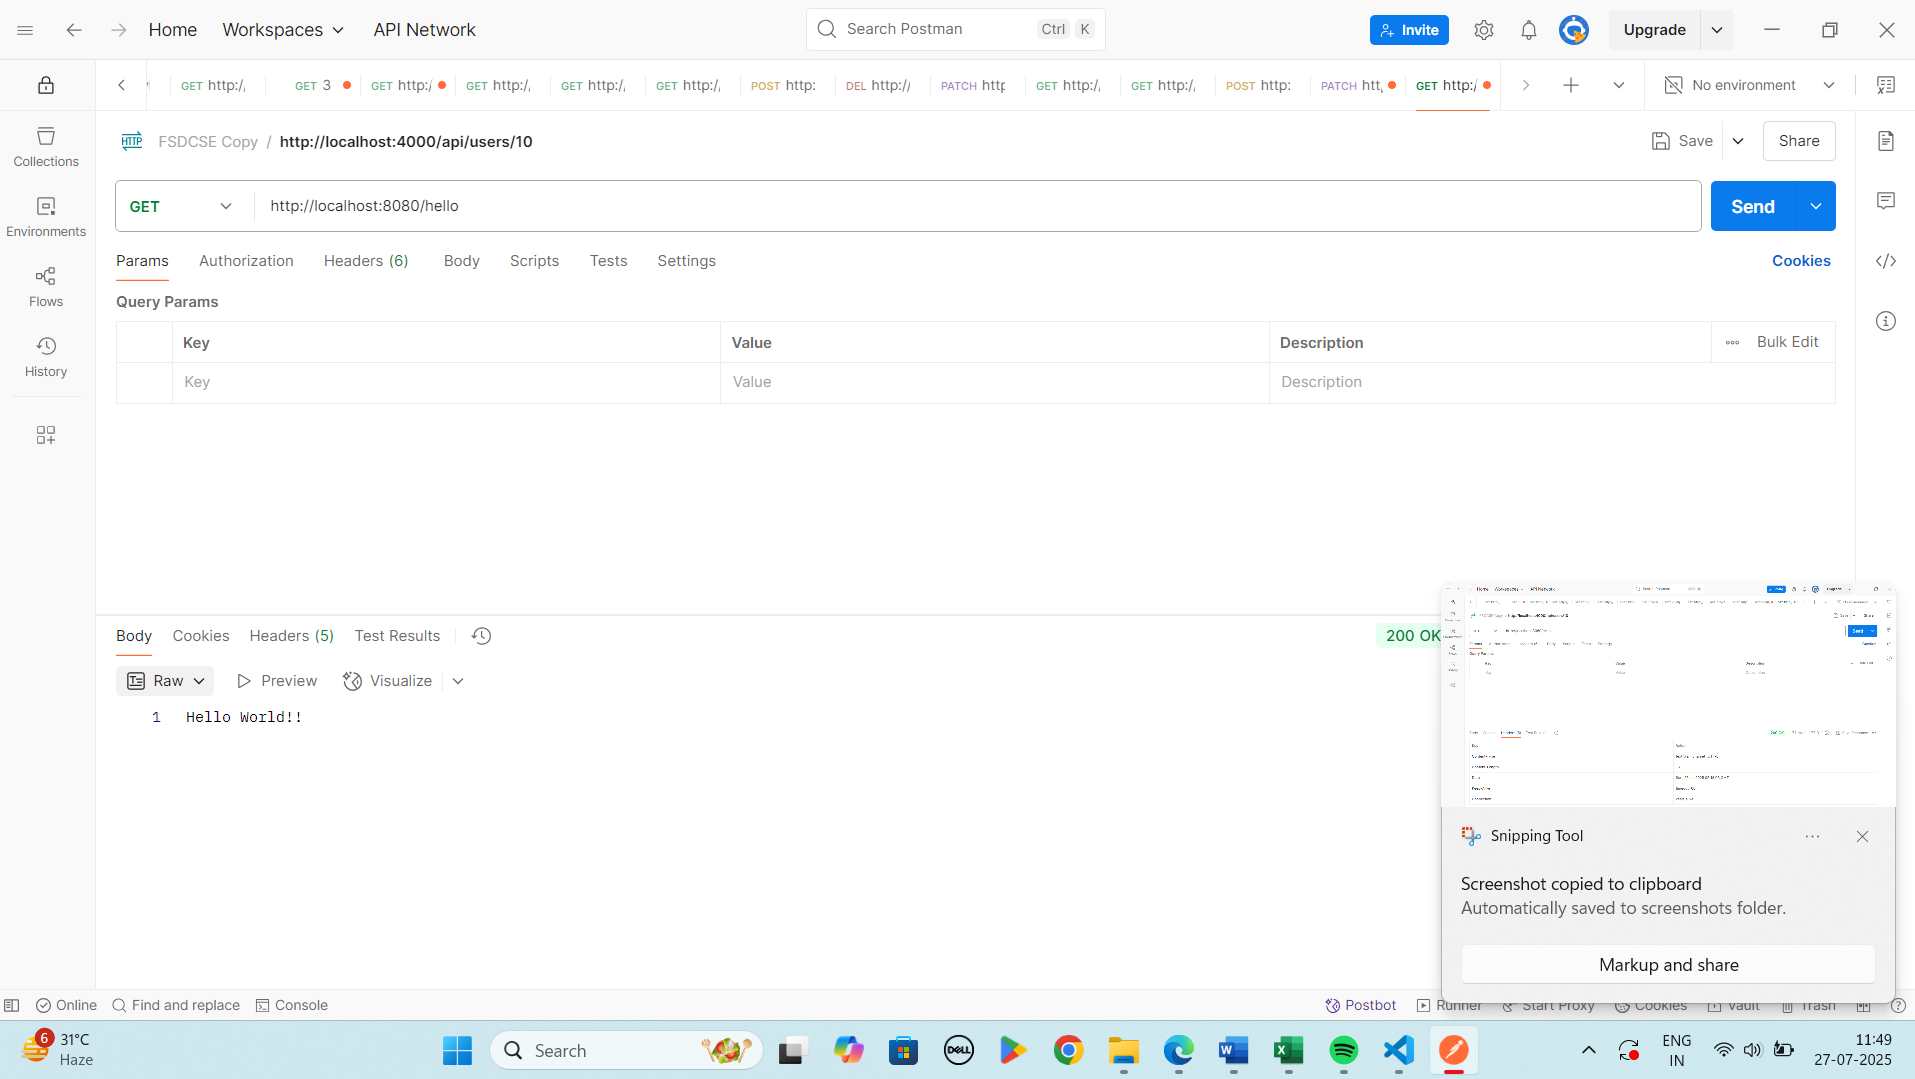 Home Workspaces API Network Search Postman Ctrl K Invite Upgrade
GET http:/, GET 3 GET http:/ GET http:/, GET http:/, GET http:/, POST http: DEL http:// PATCH http GET http:/, GET http:/, POST http: PATCH htt, GET http:/ No environment
HTTP FSDCSE Copy / http://localhost:4000/api/users/10 Save Share
Collections
GET http://localhost:8080/hello Send
Environments
Params Authorization Headers (6) Body Scripts Tests Settings Cookies
Flows
Query Params
Key Value Description Bulk Edit
History
Key Value Description
Body Cookies Headers (5) Test Results 200 OK
Raw Preview Visualize
1 Hello World!!
Snipping Tool
Screenshot copied to clipboard
Automatically saved to screenshots folder.
Markup and share
Online Find and replace Console Postbot Runner Start Proxy Cookies Vault Trash
6 31°C
Haze
Search
DELL
ENG
IN
11:49
27-07-2025